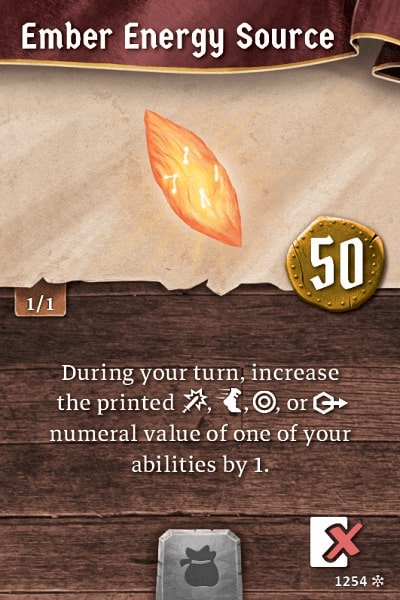 Ember Energy Source
50
1/1
During your turn, increase
the printed , , , or
numeral value of one of your
abilities by 1.
1254